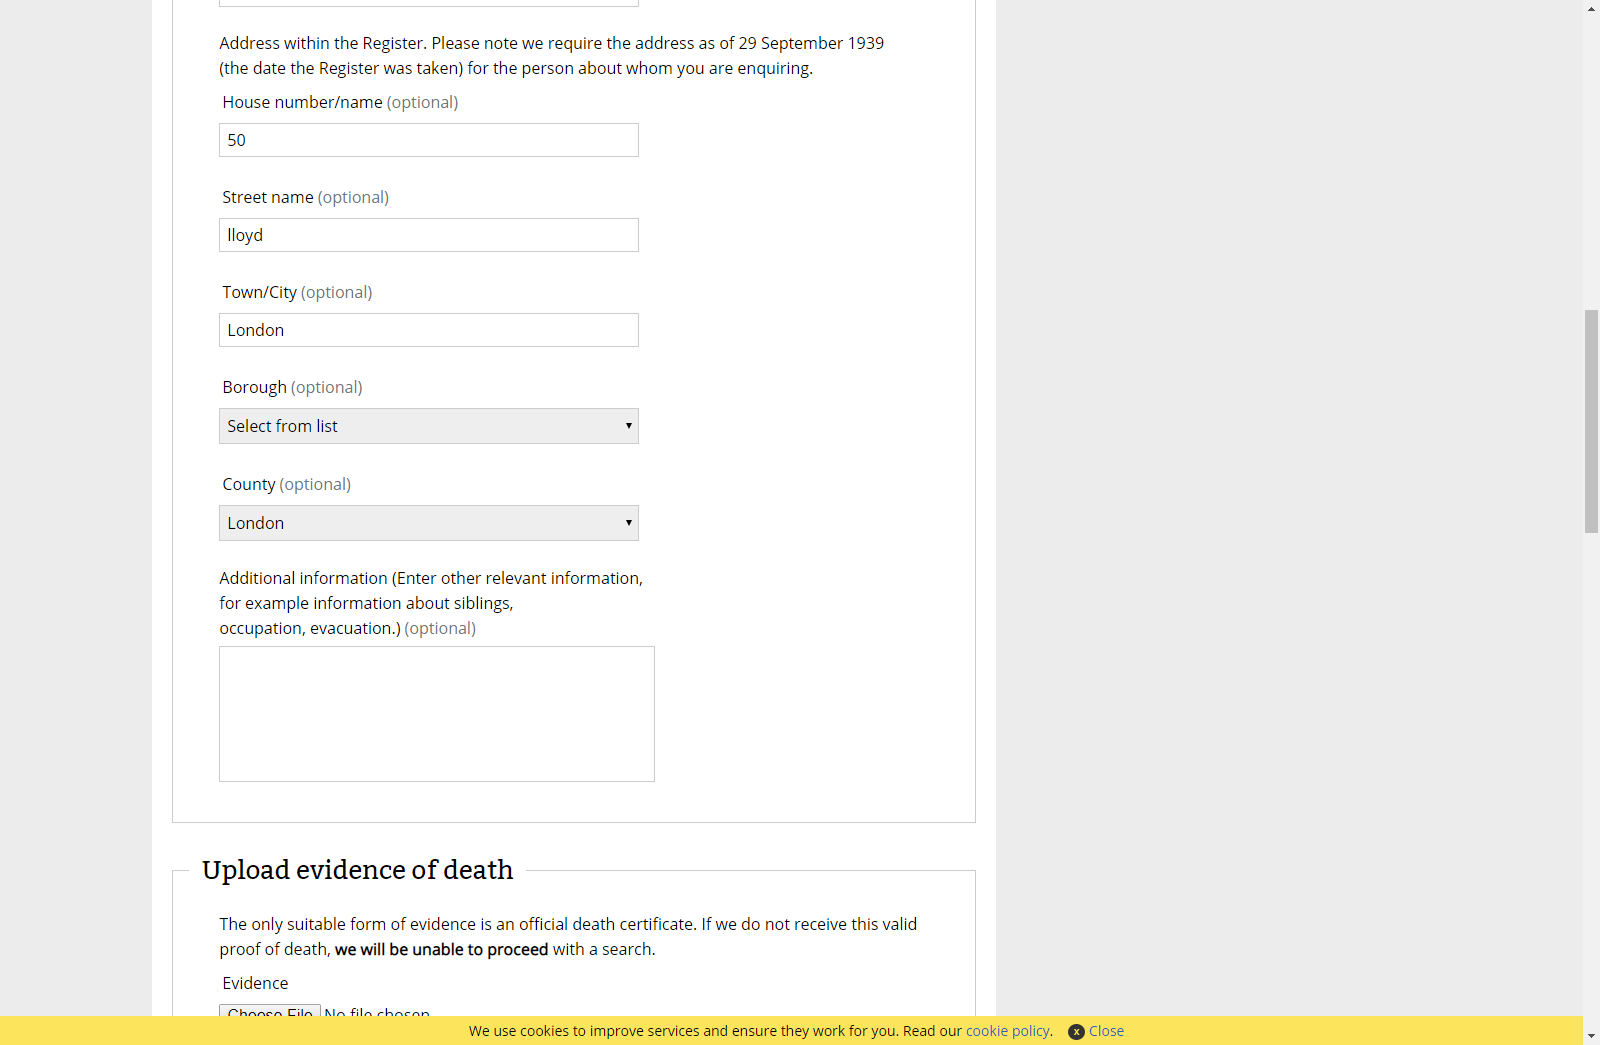 Address within the Register. Please note we require the address as of 29 September 1939
(the date the Register was taken) for the person about whom you are enquiring.
House number/name (optional)
50
Street name (optional)
lloyd
Town/City (optional)
London
Borough (optional)
Select from list
County (optional)
London
Additional information (Enter other relevant information,
for example information about siblings,
occupation, evacuation.) (optional)
Upload evidence of death
The only suitable form of evidence is an official death certificate. If we do not receive this valid
proof of death, we will be unable to proceed with a search.
Evidence
Choose File No file chosen
We use cookies to improve services and ensure they work for you. Read our cookie policy. x Close